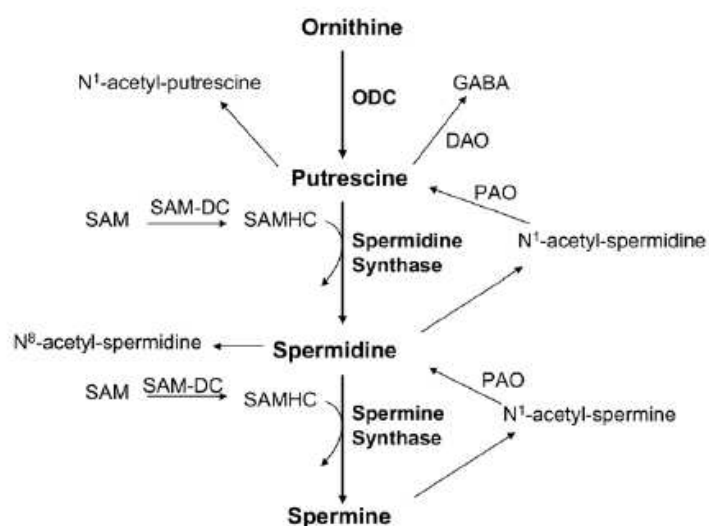 Ornithine
N¹-acetyl-putrescine
GABA
ODC
DAO
Putrescine
PAO
SAM
SAM-DC
SAMHC
Spermidine
Synthase
N¹-acetyl-spermidine
N⁸-acetyl-spermidine
Spermidine
SAM
SAM-DC
SAMHC
PAO
Spermine
Synthase
N¹-acetyl-spermine
Spermine